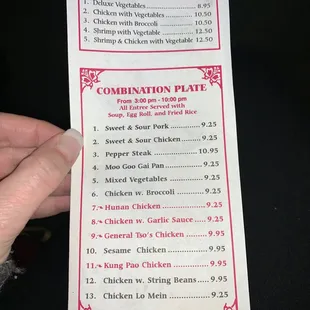 1. Deluxe Vegetables 8.95
2. Chicken with Vegetables 10.50
3. Chicken with Broccoli 10.50
4. Shrimp with Vegetable 12.50
5. Shrimp & Chicken with Vegetable 12.50
COMBINATION PLATE
From 3:00 pm - 10:00 pm
All Entree Served with
Soup, Egg Roll, and Fried Rice
1. Sweet & Sour Pork 9.25
2. Sweet & Sour Chicken 9.25
3. Pepper Steak 10.95
4. Moo Goo Gai Pan 9.25
5. Mixed Vegetables 9.25
6. Chicken w. Broccoli 9.25
7. Hunan Chicken 9.25
8. Chicken w. Garlic Sauce 9.25
9. General Tso's Chicken 9.95
10. Sesame Chicken 9.95
11. Kung Pao Chicken 9.25
12. Chicken w. String Beans 9.25
13. Chicken Lo Mein 9.25